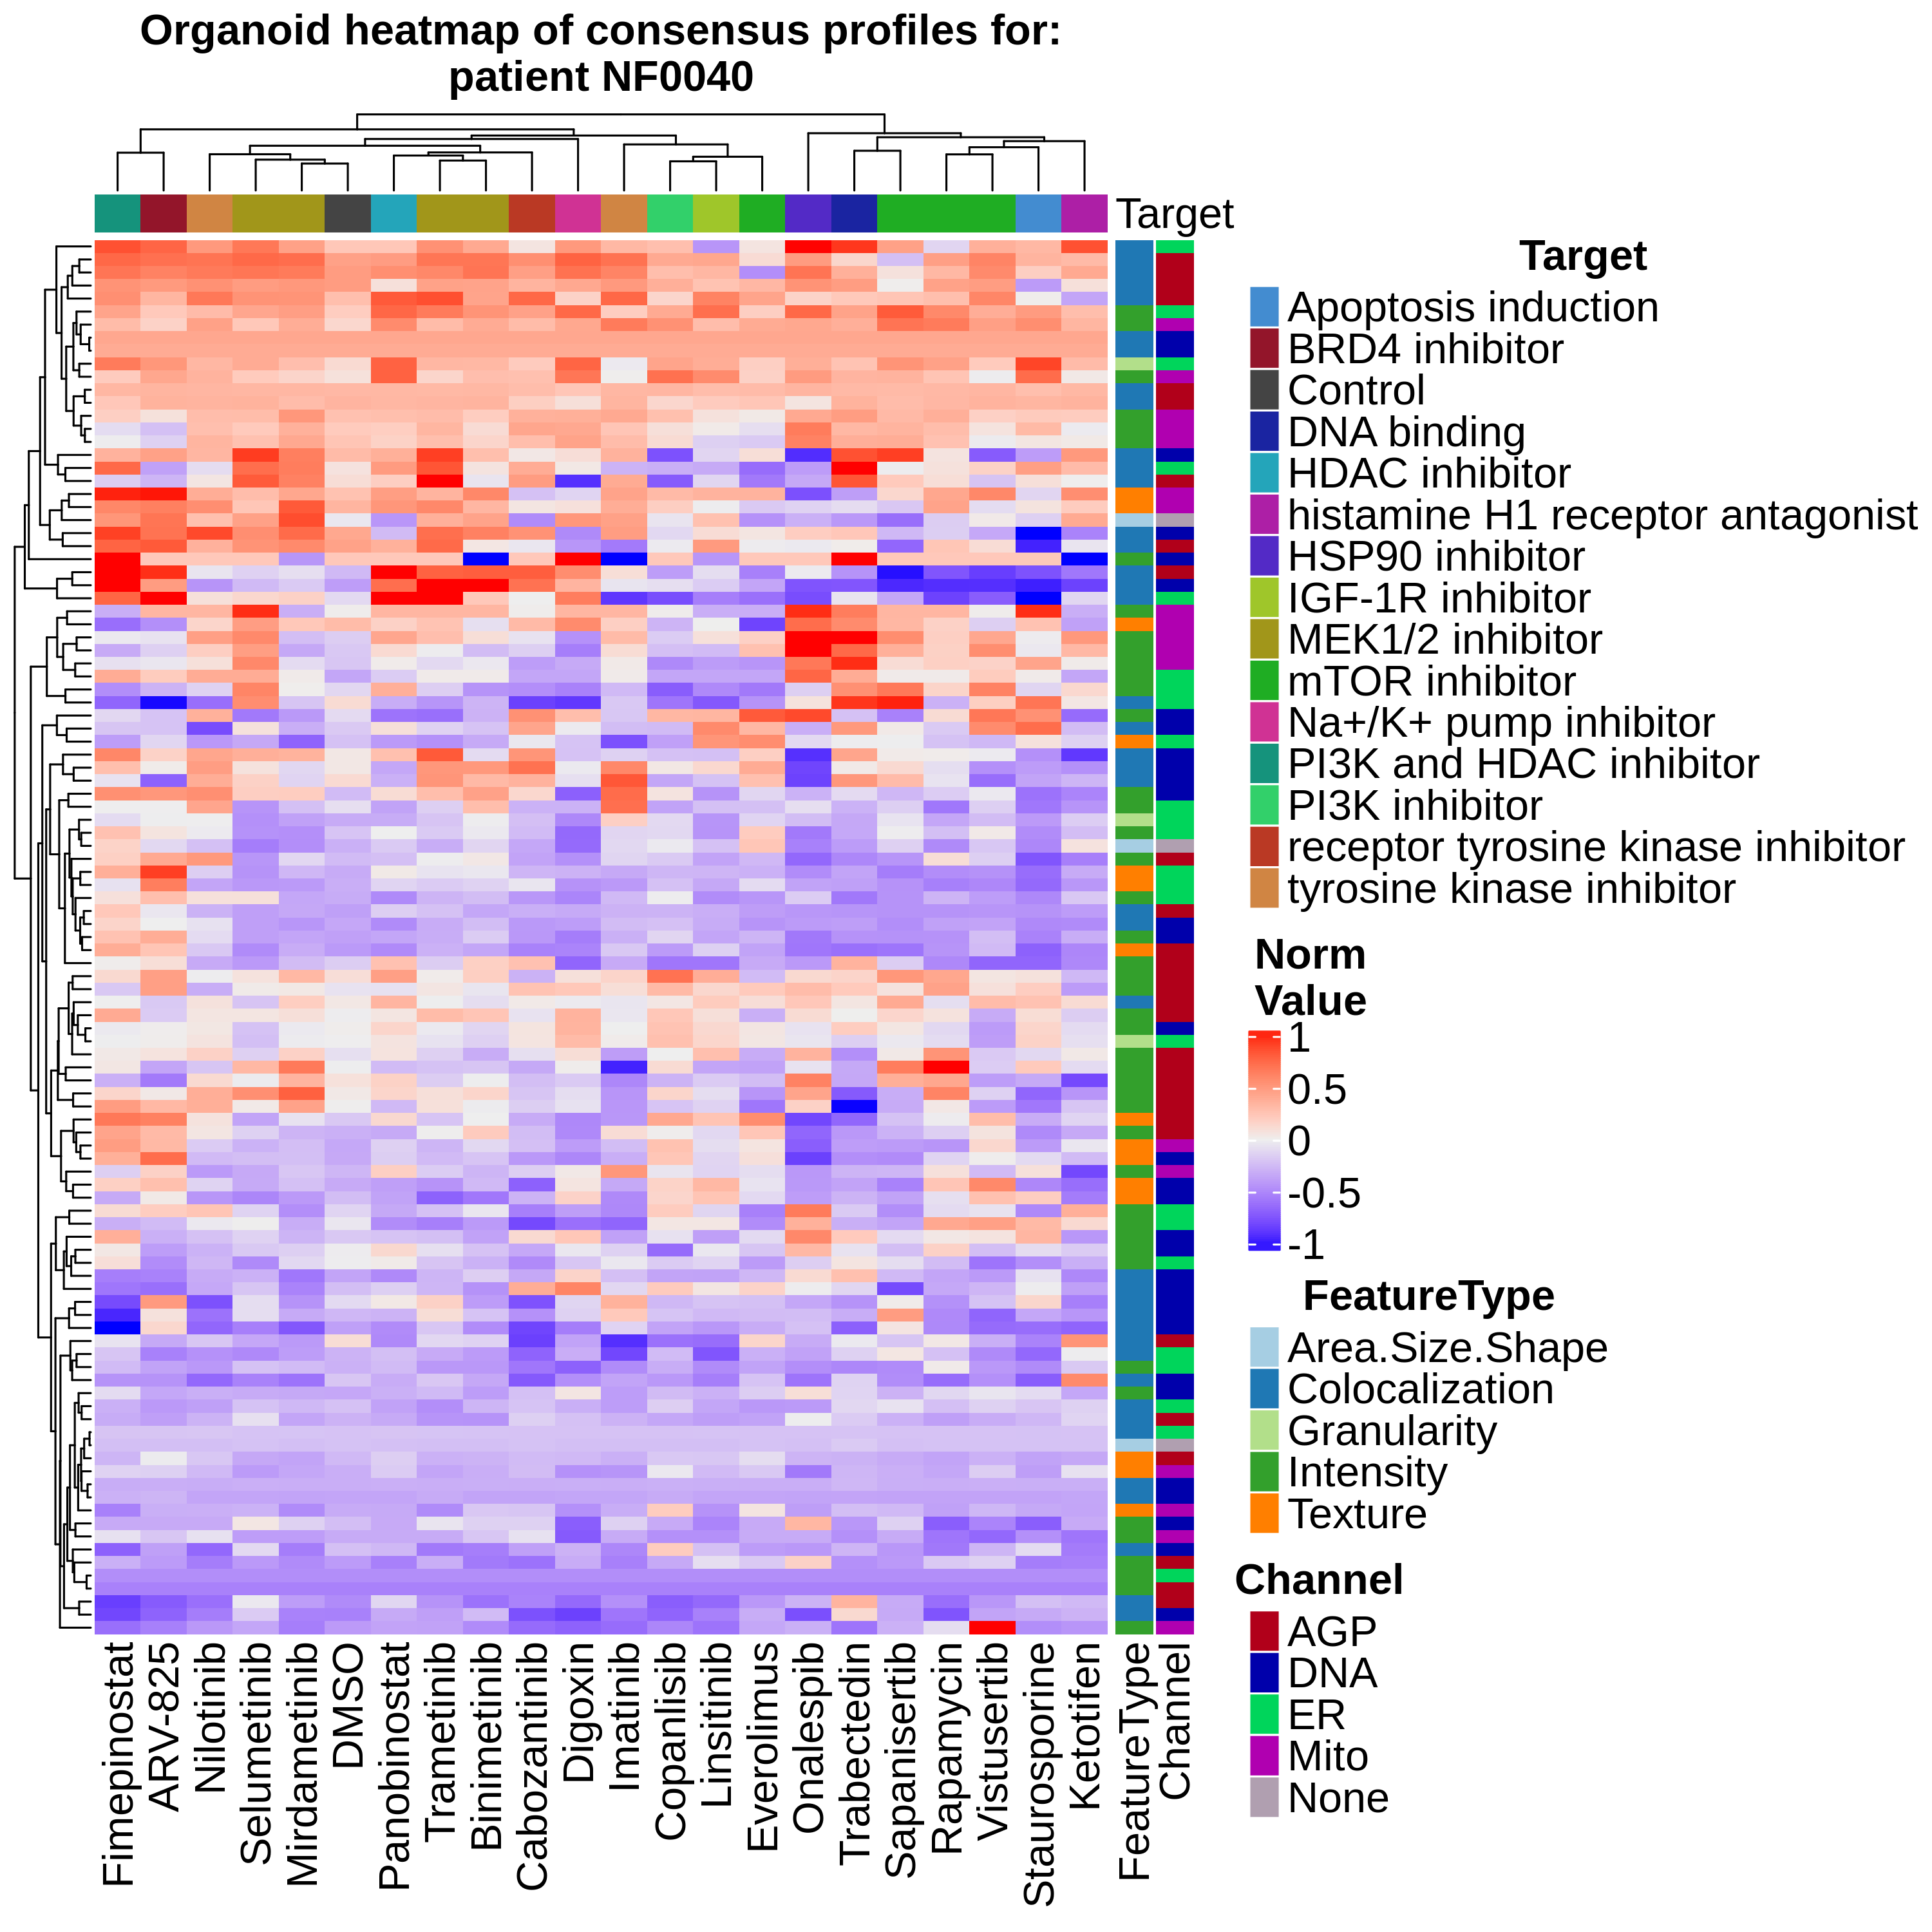 Organoid heatmap of consensus profiles for:
patient NF0040
Target
Target
Apoptosis induction
BRD4 inhibitor
Control
DNA binding
HDAC inhibitor
histamine H1 receptor antagonist
HSP90 inhibitor
IGF-1R inhibitor
MEK1/2 inhibitor
mTOR inhibitor
Na+/K+ pump inhibitor
PI3K and HDAC inhibitor
PI3K inhibitor
receptor tyrosine kinase inhibitor
tyrosine kinase inhibitor
Norm
Value
1
0.5
0
-0.5
-1
FeatureType
Area.Size.Shape
Colocalization
Granularity
Intensity
Texture
Channel
AGP
DNA
ER
Mito
None
Fimepinostat
ARV-825
Nilotinib
Selumetinib
Mirdametinib
DMSO
Panobinostat
Trametinib
Binimetinib
Cabozantinib
Digoxin
Imatinib
Copanlisib
Linsitinib
Everolimus
Onalespib
Trabectedin
Sapanisertib
Rapamycin
Vistusertib
Staurosporine
Ketotifen
FeatureType
Channel